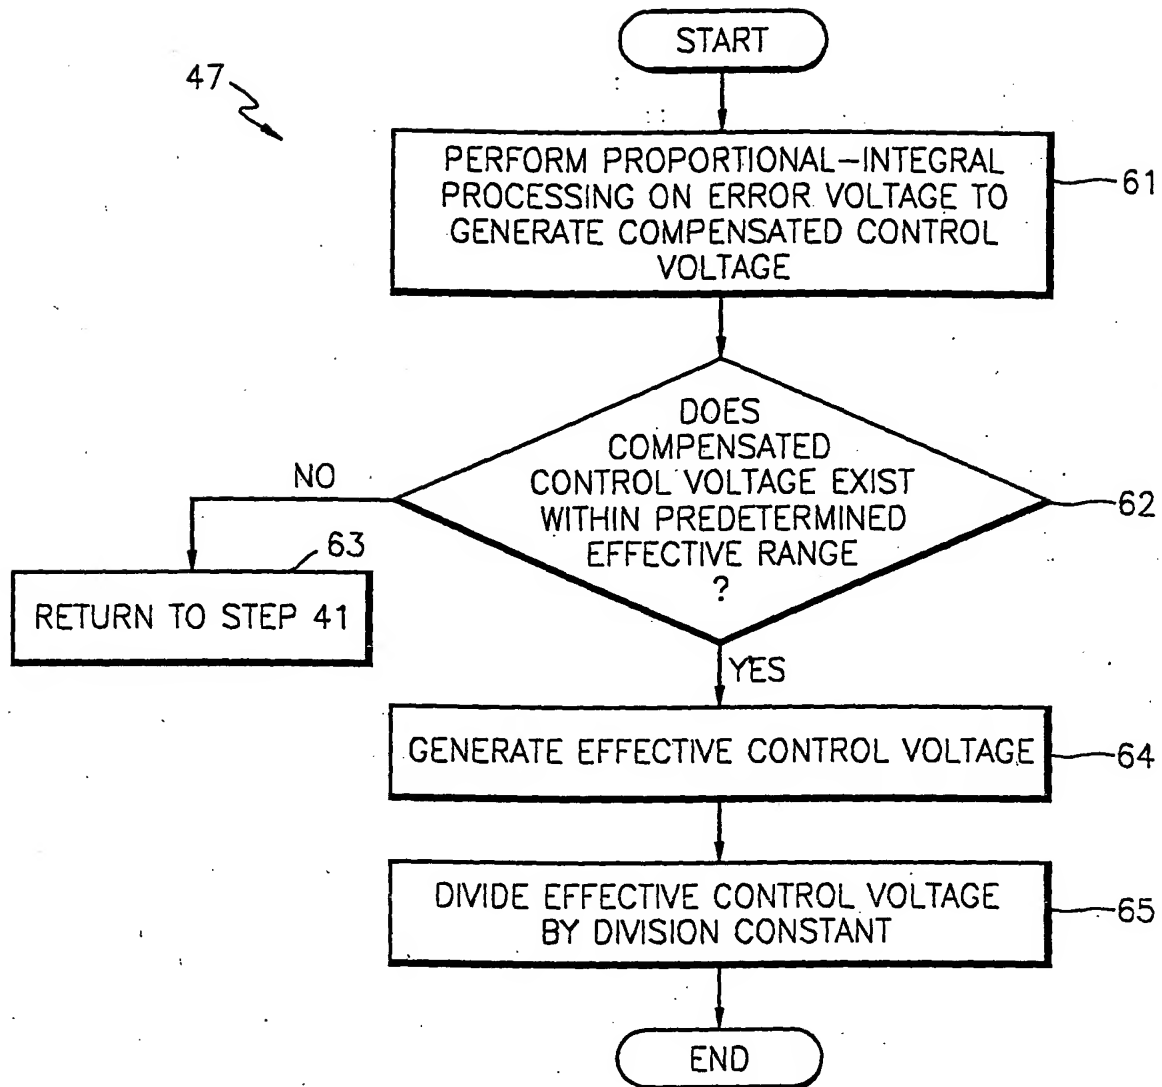 START
47
PERFORM PROPORTIONAL-INTEGRAL
PROCESSING ON ERROR VOLTAGE TO
GENERATE COMPENSATED CONTROL
VOLTAGE
61
DOES
COMPENSATED
CONTROL VOLTAGE EXIST
WITHIN PREDETERMINED
EFFECTIVE RANGE
?
62
NO
63
RETURN TO STEP 41
YES
GENERATE EFFECTIVE CONTROL VOLTAGE
64
DIVIDE EFFECTIVE CONTROL VOLTAGE
BY DIVISION CONSTANT
65
END